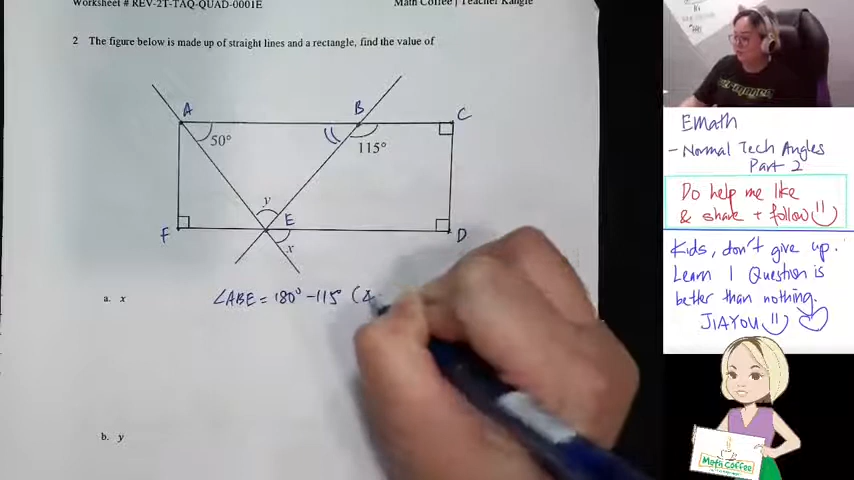 Worksheet # REV-2T-TAQ-QUAD-0001E
Math Coffee | Teacher Kangie
2 The figure below is made up of straight lines and a rectangle, find the value of
A
B
C
50°
115°
y
E
F
D
x
a. x
∠ABE = 180° - 115° (∠
b. y
EMath
- Normal Tech Angles
Part 2
Do help me like
& share + follow
Kids, don't give up.
Learn 1 Question is
better than nothing.
JIAYOU
Math Coffee